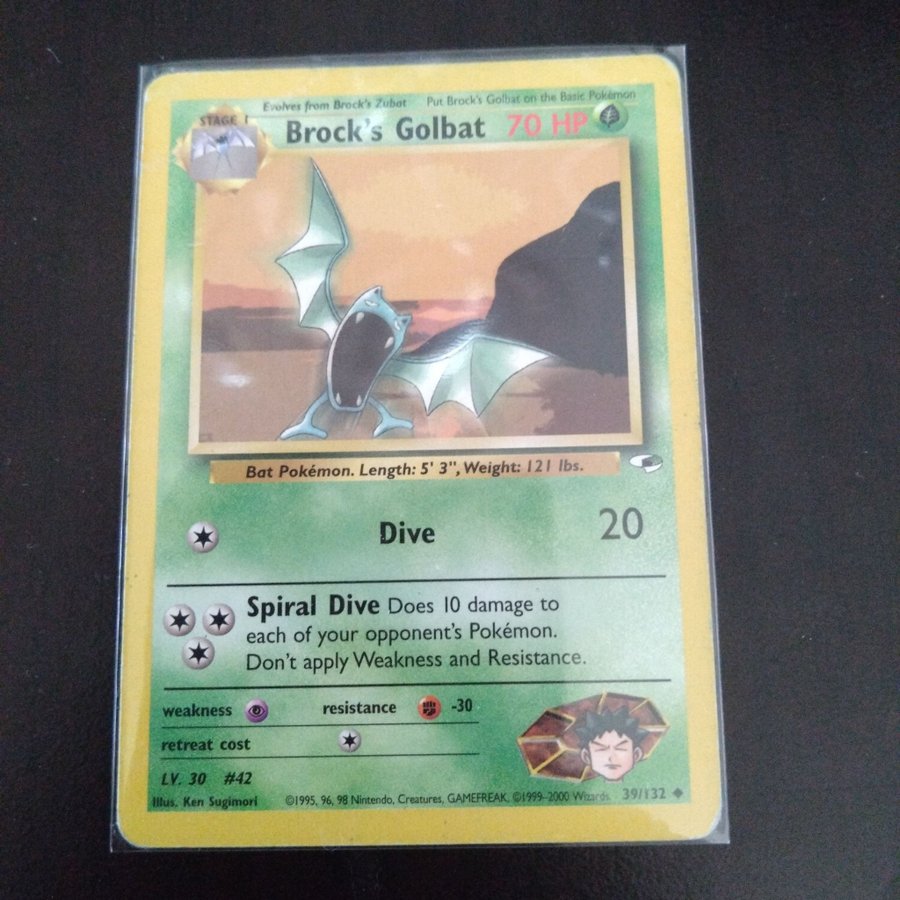 Evolves from Brock's Zubat Put Brock's Golbat on the Basic Pokémon
STAGE 1
Brock's Golbat 70 HP
Bat Pokémon. Length: 5' 3", Weight: 121 lbs.
Dive 20
Spiral Dive Does 10 damage to
each of your opponent's Pokémon.
Don't apply Weakness and Resistance.
weakness resistance -30
retreat cost
LV. 30 #42
Illus. Ken Sugimori ©1995, 96, 98 Nintendo, Creatures, GAMEFREAK. ©1999-2000 Wizards. 39/132